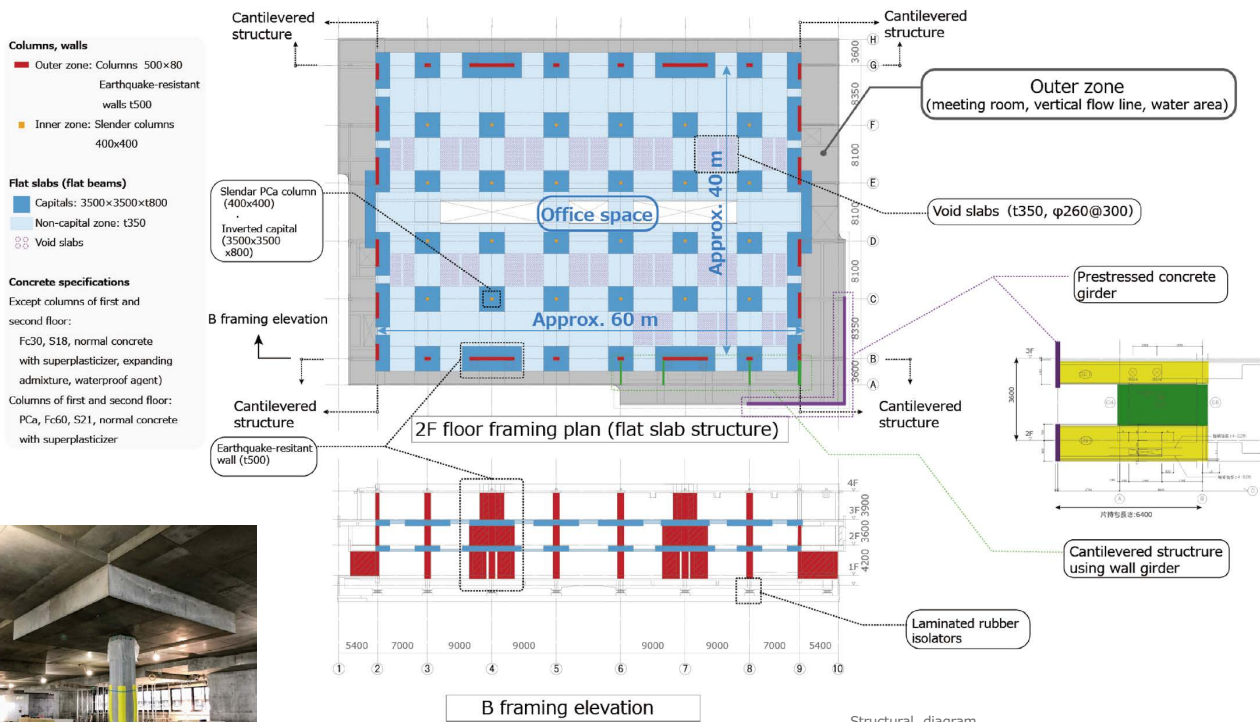 Columns, walls
Outer zone: Columns 500×80
Earthquake-resistant
walls t500
Inner zone: Slender columns
400x400
Flat slabs (flat beams)
Capitals: 3500×3500×t800
Non-capital zone: t350
Void slabs
Concrete specifications
Except columns of first and
second floor:
Fc30, S18, normal concrete
with superplasticizer, expanding
admixture, waterproof agent)
Columns of first and second floor:
PCa, Fc60, S21, normal concrete
with superplasticizer
Cantilevered
structure
Cantilevered
structure
Outer zone
(meeting room, vertical flow line, water area)
Slendar PCa column
(400x400)
.
Inverted capital
(3500x3500
x800)
Office space
Approx. 40 m
Approx. 60 m
Void slabs (t350, φ260@300)
H
G
F
E
D
C
B
A
3600
8350
8100
8100
8100
8350
3600
Prestressed concrete
girder
B framing elevation
Cantilevered
structure
Cantilevered
structure
2F floor framing plan (flat slab structure)
Earthquake-resitant
wall (t500)
3F
3600
2F
A
B
片持ち長さ:6400
4F
3F
2F
1F
3900
3600
4200
Cantilevered structrure
using wall girder
Laminated rubber
isolators
5400 7000 9000 9000 9000 9000 7000 5400
1 2 3 4 5 6 7 8 9 10
B framing elevation
Structural diagram